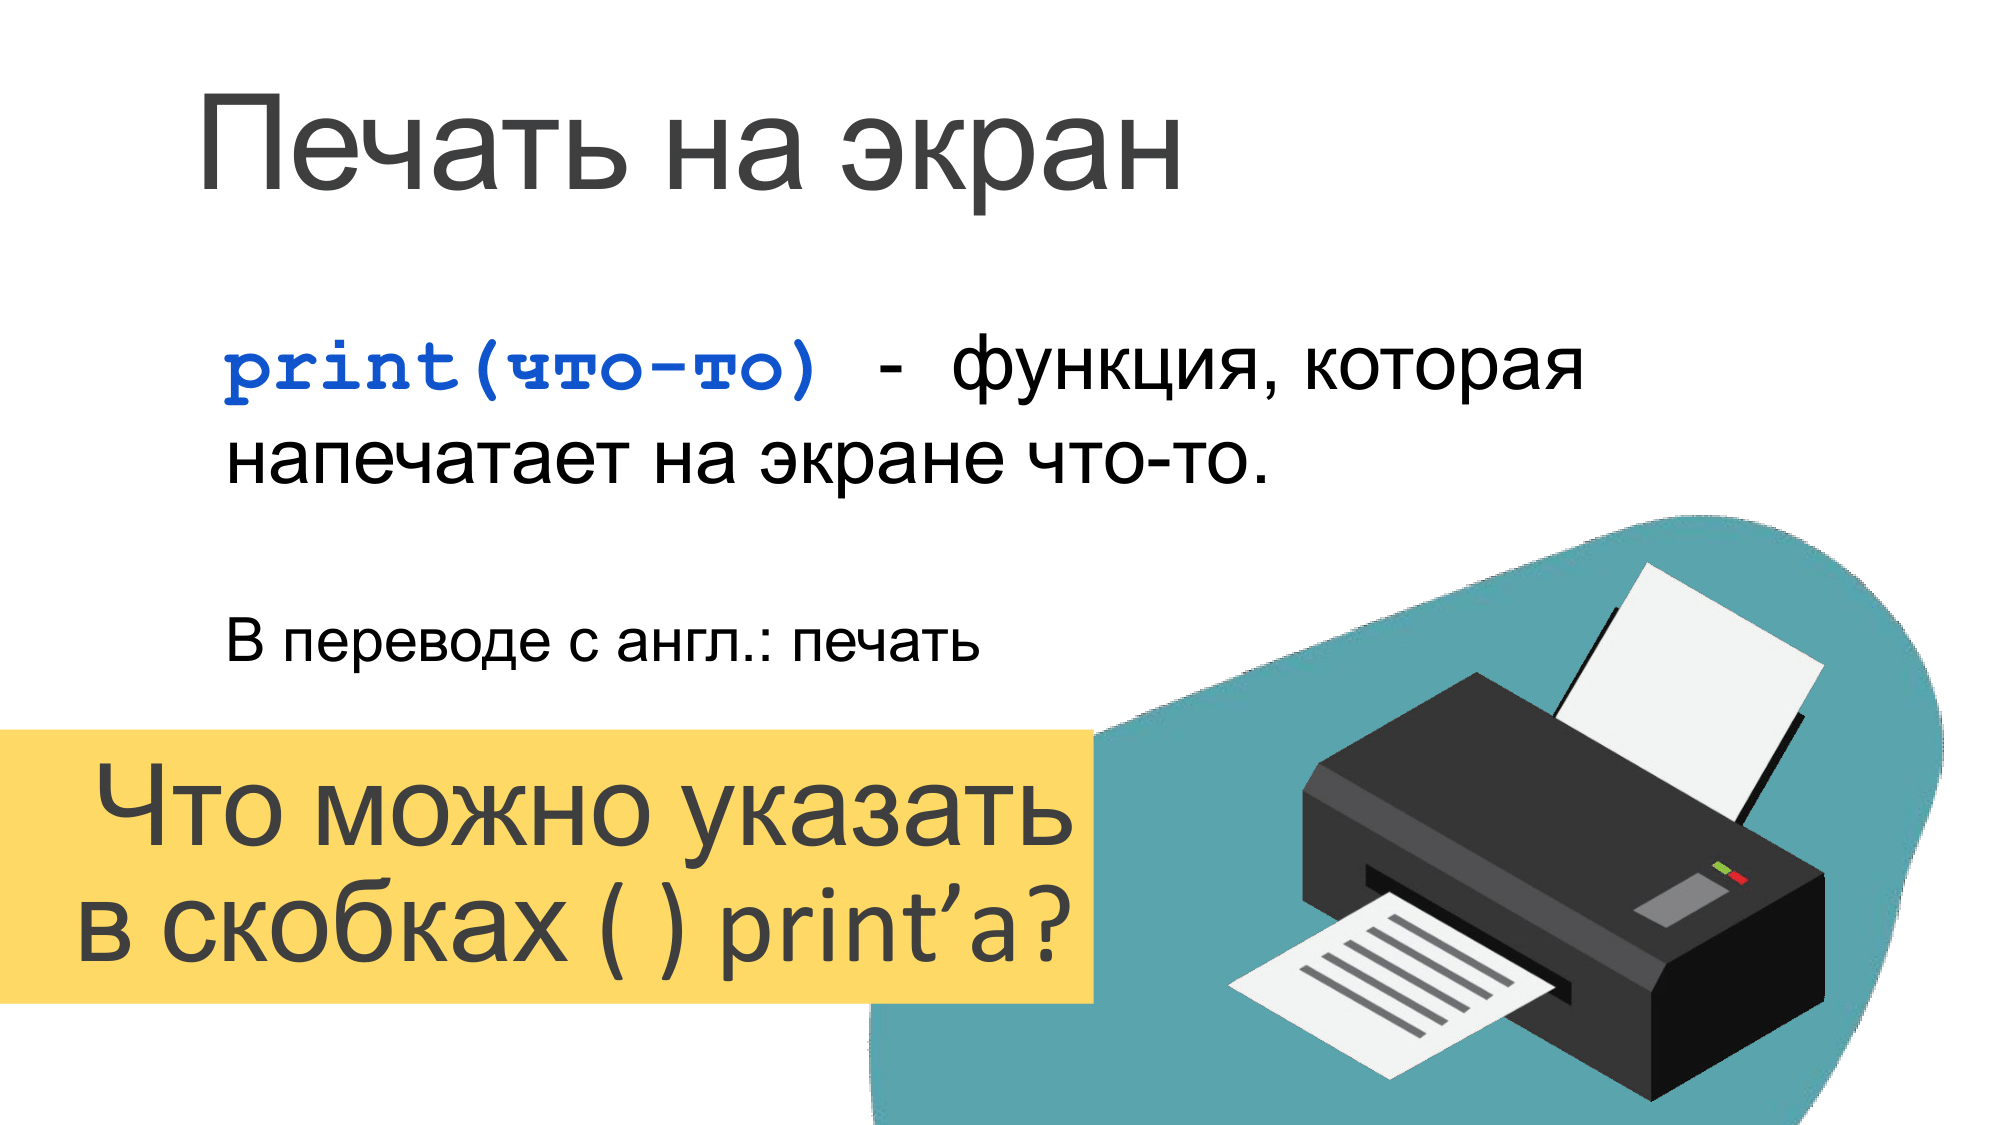 Печать на экран
print(что-то) - функция, которая
напечатает на экране что-то.
В переводе с англ.: печать
Что можно указать
в скобках ( ) print’а?